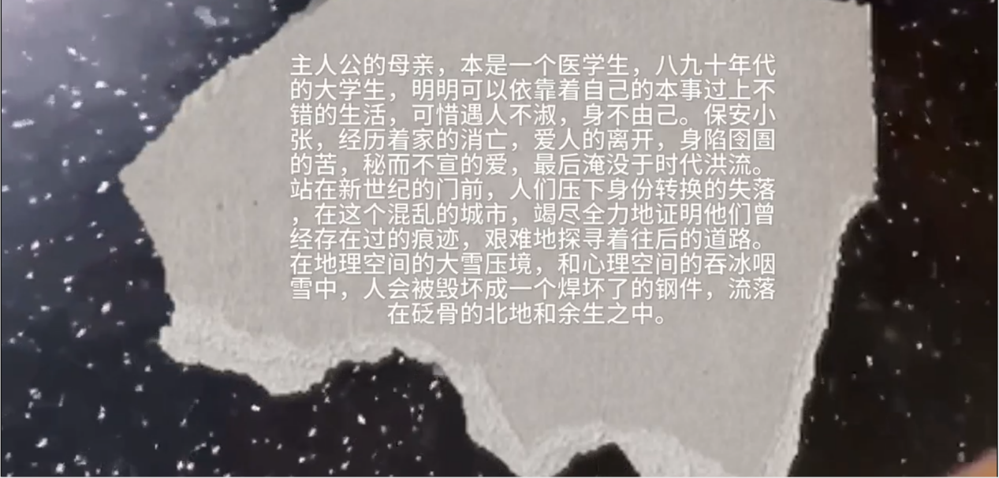 主人公的母亲，本是一个医学生，八九十年代
的大学生，明明可以依靠着自己的本事过上不
错的生活，可惜遇人不淑，身不由己。保安小
张，经历着家的消亡，爱人的离开，身陷囹圄
的苦，秘而不宣的爱，最后淹没于时代洪流。
站在新世纪的门前，人们压下身份转换的失落
，在这个混乱的城市，竭尽全力地证明他们曾
经存在过的痕迹，艰难地探寻着往后的道路。
在地理空间的大雪压境，和心理空间的吞冰咽
雪中，人会被毁坏成一个焊坏了的钢件，流落
在砭骨的北地和余生之中。